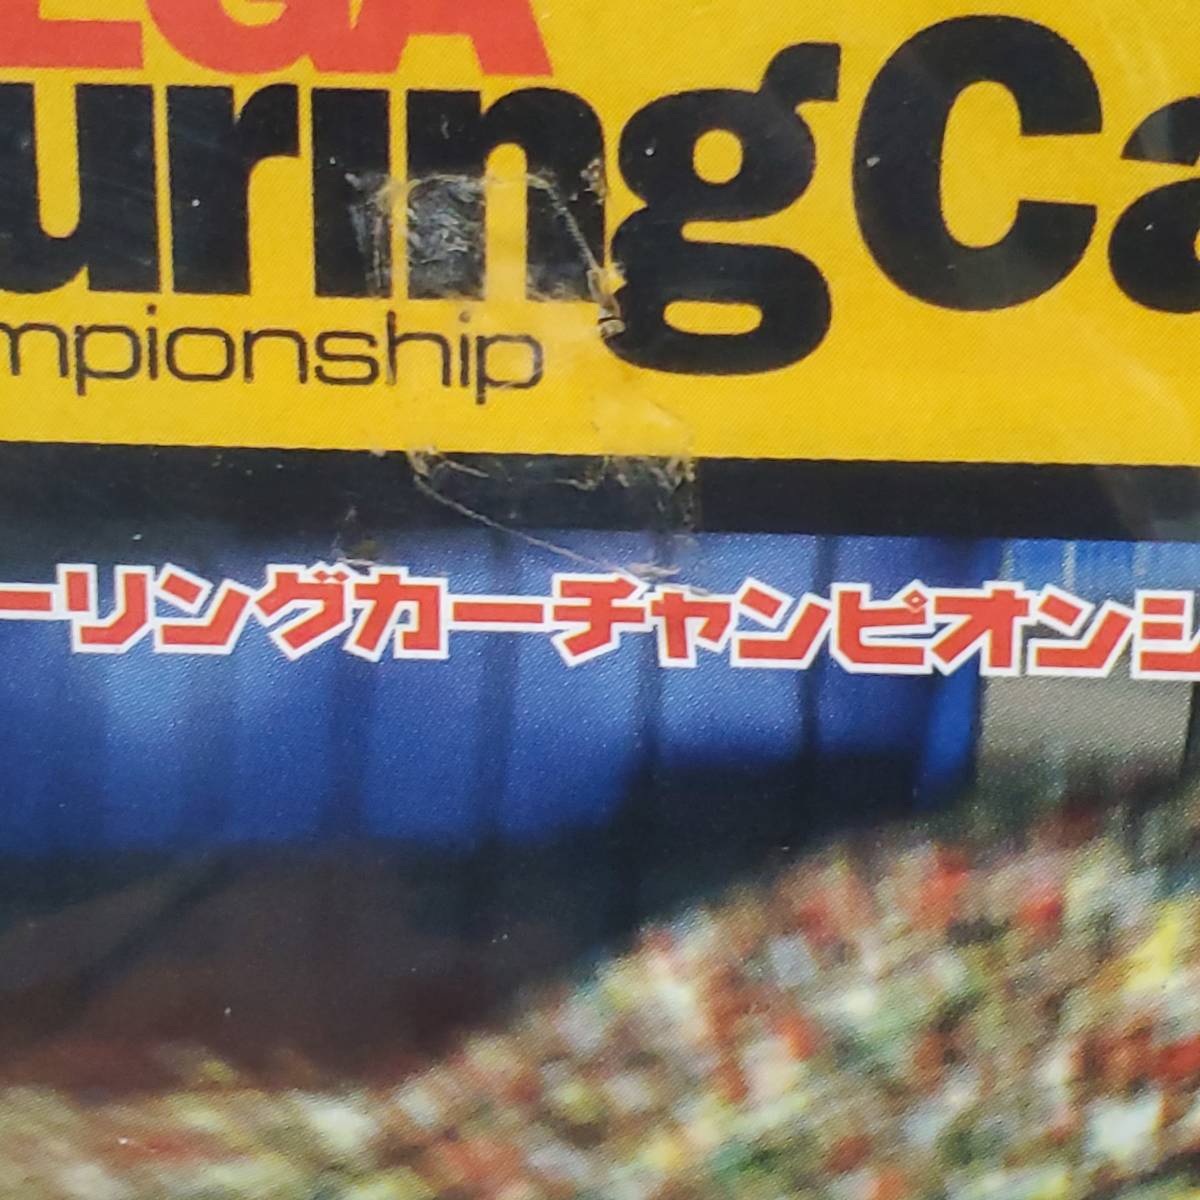 EGA
uringCa
mpionship
ーリングカーチャンピオンシ